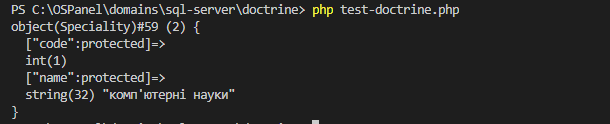 PS C:\OSPanel\domains\sql-server\doctrine> php test-doctrine.php
object(Speciality)#59 (2) {
  ["code":protected]=>
  int(1)
  ["name":protected]=>
  string(32) "комп'ютерні науки"
}